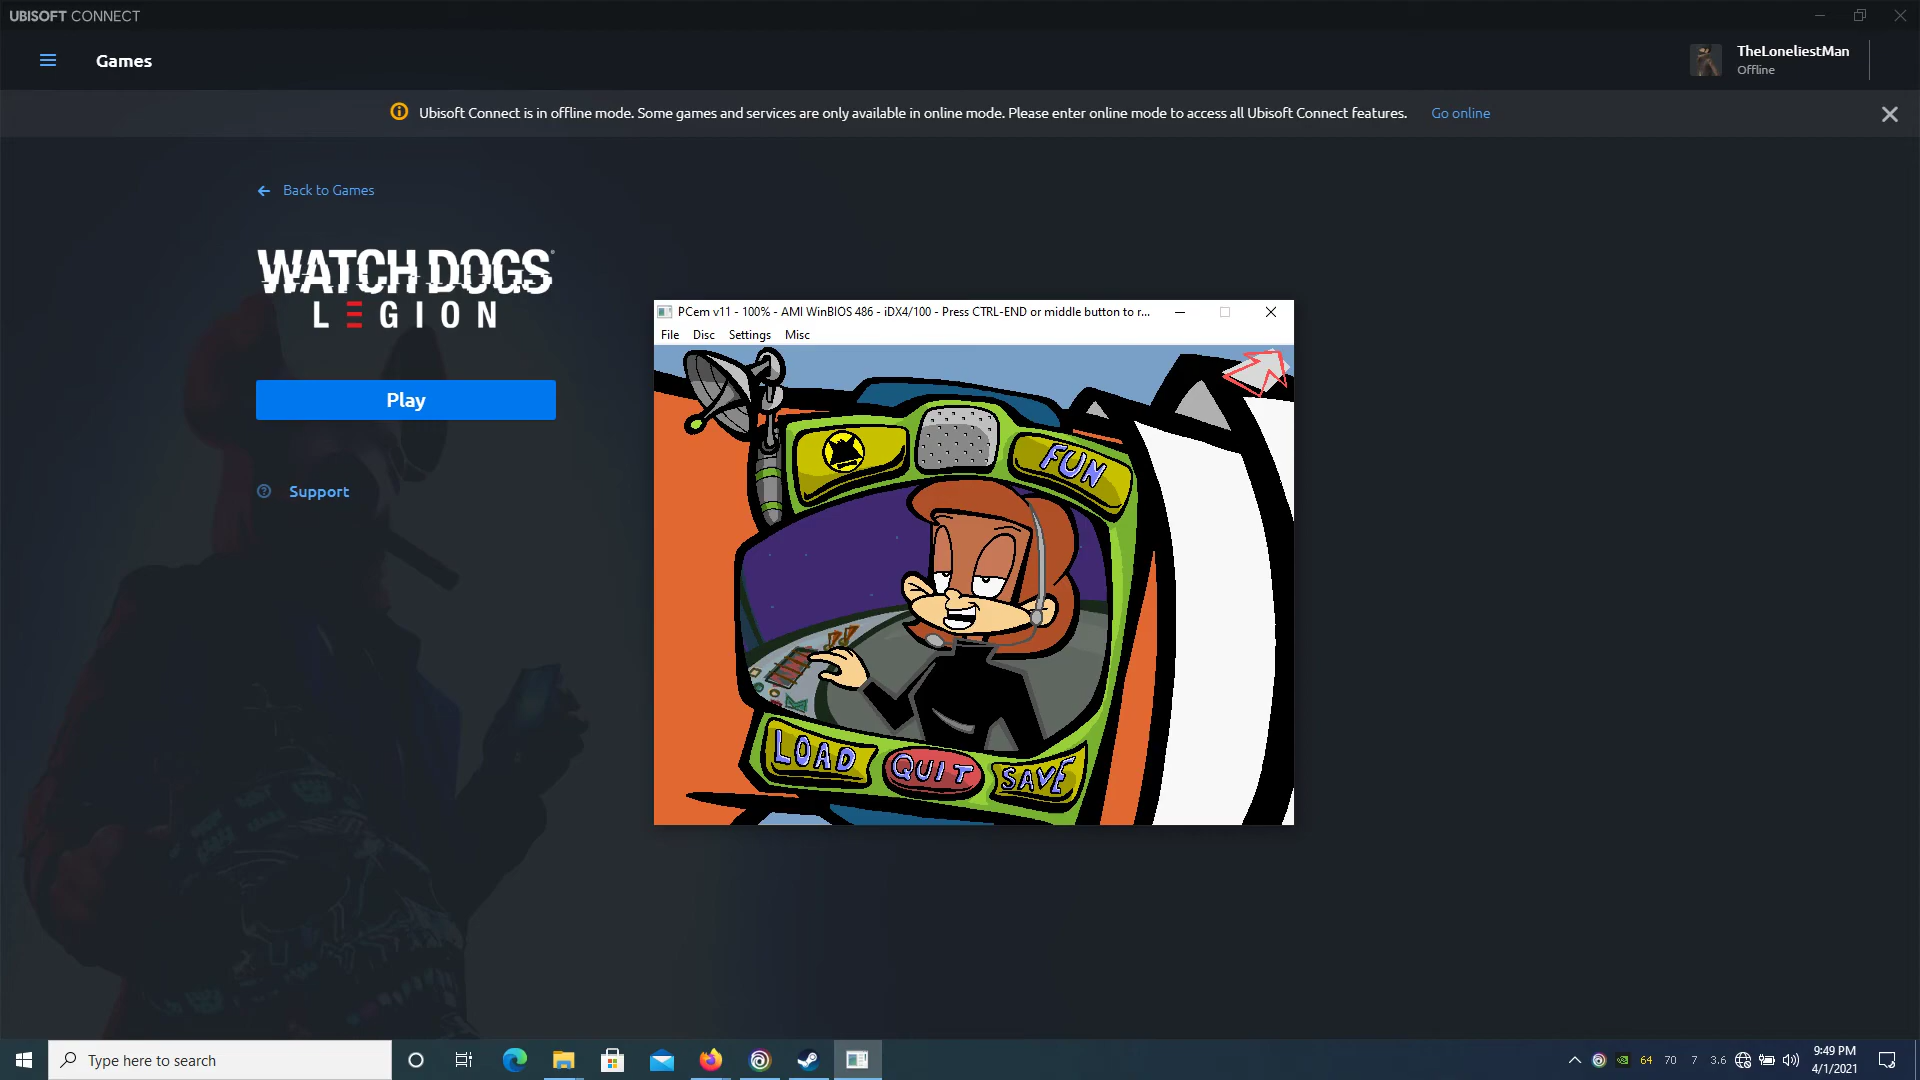 UBISOFT CONNECT
Games
TheLoneliestMan
Offline
Ubisoft Connect is in offline mode. Some games and services are only available in online mode. Please enter online mode to access all Ubisoft Connect features. Go online
Back to Games
WATCH DOGS
LEGION
Play
Support
PCem v11 - 100% - AMI WinBIOS 486 - iDX4/100 - Press CTRL-END or middle button to r...
File Disc Settings Misc
FUN
LOAD QUIT SAVE
Type here to search
64 70 7 3.6
9:49 PM
4/1/2021